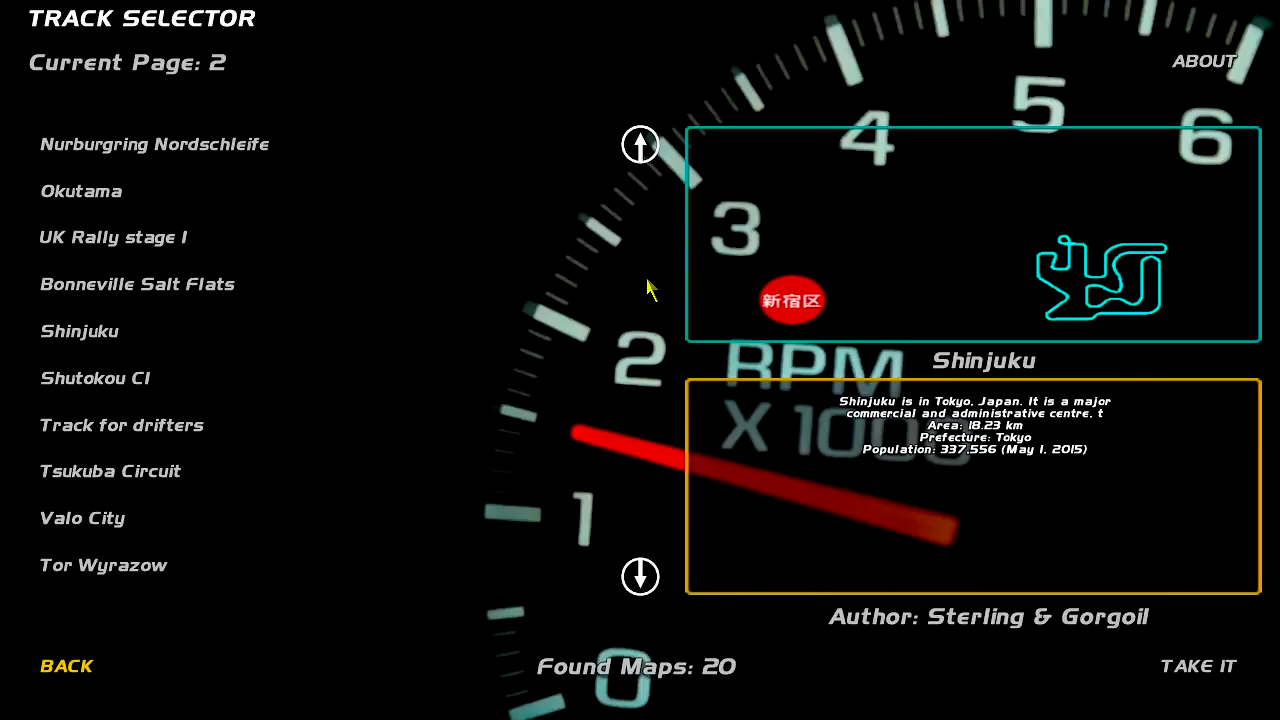 TRACK SELECTOR
Current Page: 2
ABOUT
Nurburgring Nordschleife
Okutama
UK Rally stage 1
Bonneville Salt Flats
Shinjuku
Shutokou C1
Track for drifters
Tsukuba Circuit
Valo City
Tor Wyrazow
4
5
6
3
新宿区
2
RPM
X 1000
1
0
Shinjuku
Shinjuku is in Tokyo, Japan. It is a major
commercial and administrative centre, t
Area: 18.23 km
Prefecture: Tokyo
Population: 337,556 (May 1, 2015)
Author: Sterling & Gorgoil
BACK
Found Maps: 20
TAKE IT